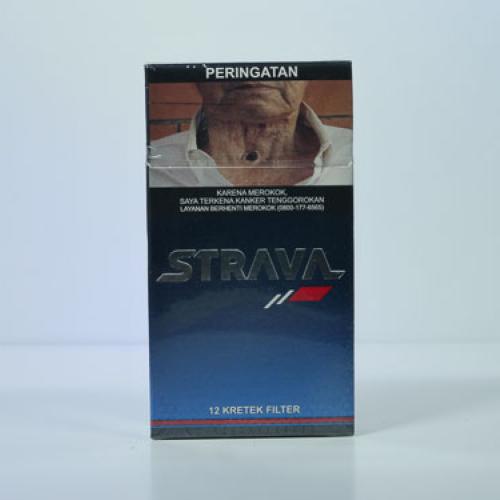 PERINGATAN
KARENA MEROKOK,
SAYA TERKENA KANKER TENGGOROKAN
LAYANAN BERHENTI MEROKOK (0800-177-6565)
STRAVA
12 KRETEK FILTER